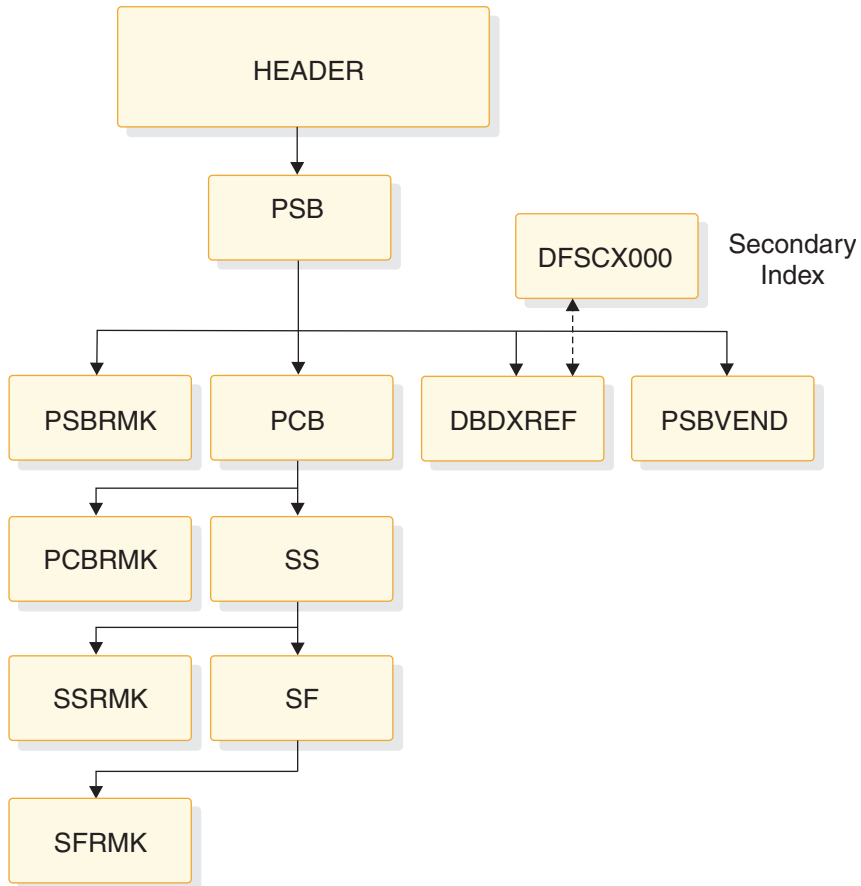 HEADER
PSB
DFSCX000
Secondary
Index
PSBRMK
PCB
DBDXREF
PSBVEND
PCBRMK
SS
SSRMK
SF
SFRMK